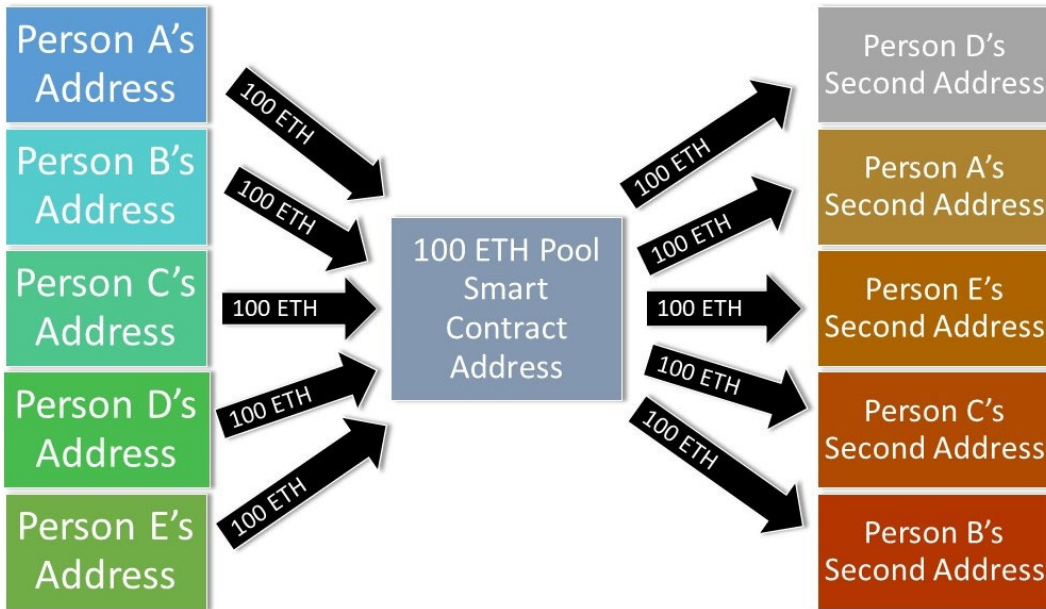 Person A's
Address
Person B's
Address
Person C's
Address
Person D's
Address
Person E's
Address
100 ETH
100 ETH
100 ETH
100 ETH
100 ETH
100 ETH Pool
Smart
Contract
Address
100 ETH
100 ETH
100 ETH
100 ETH
100 ETH
Person D's
Second Address
Person A's
Second Address
Person E's
Second Address
Person C's
Second Address
Person B's
Second Address